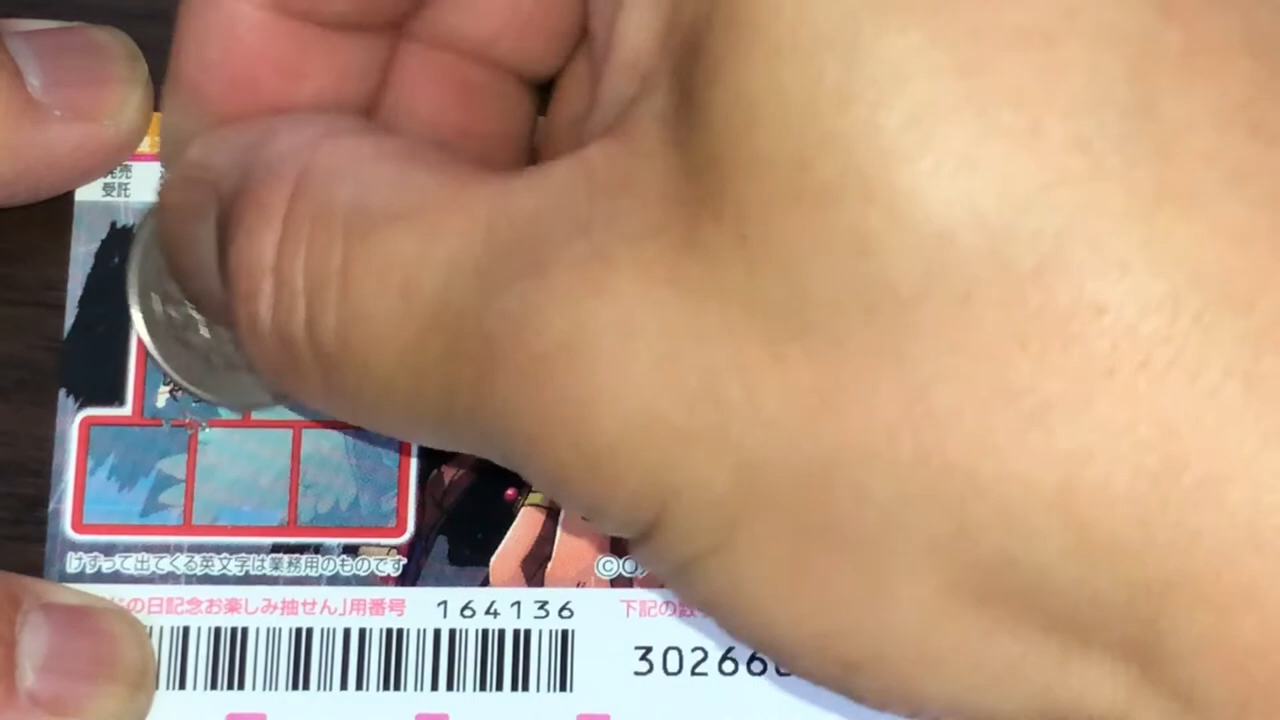 発売
受託
けずって出てくる英文字は業務用のものです
の日記念お楽しみ抽せん」用番号 164136 下記の
30266